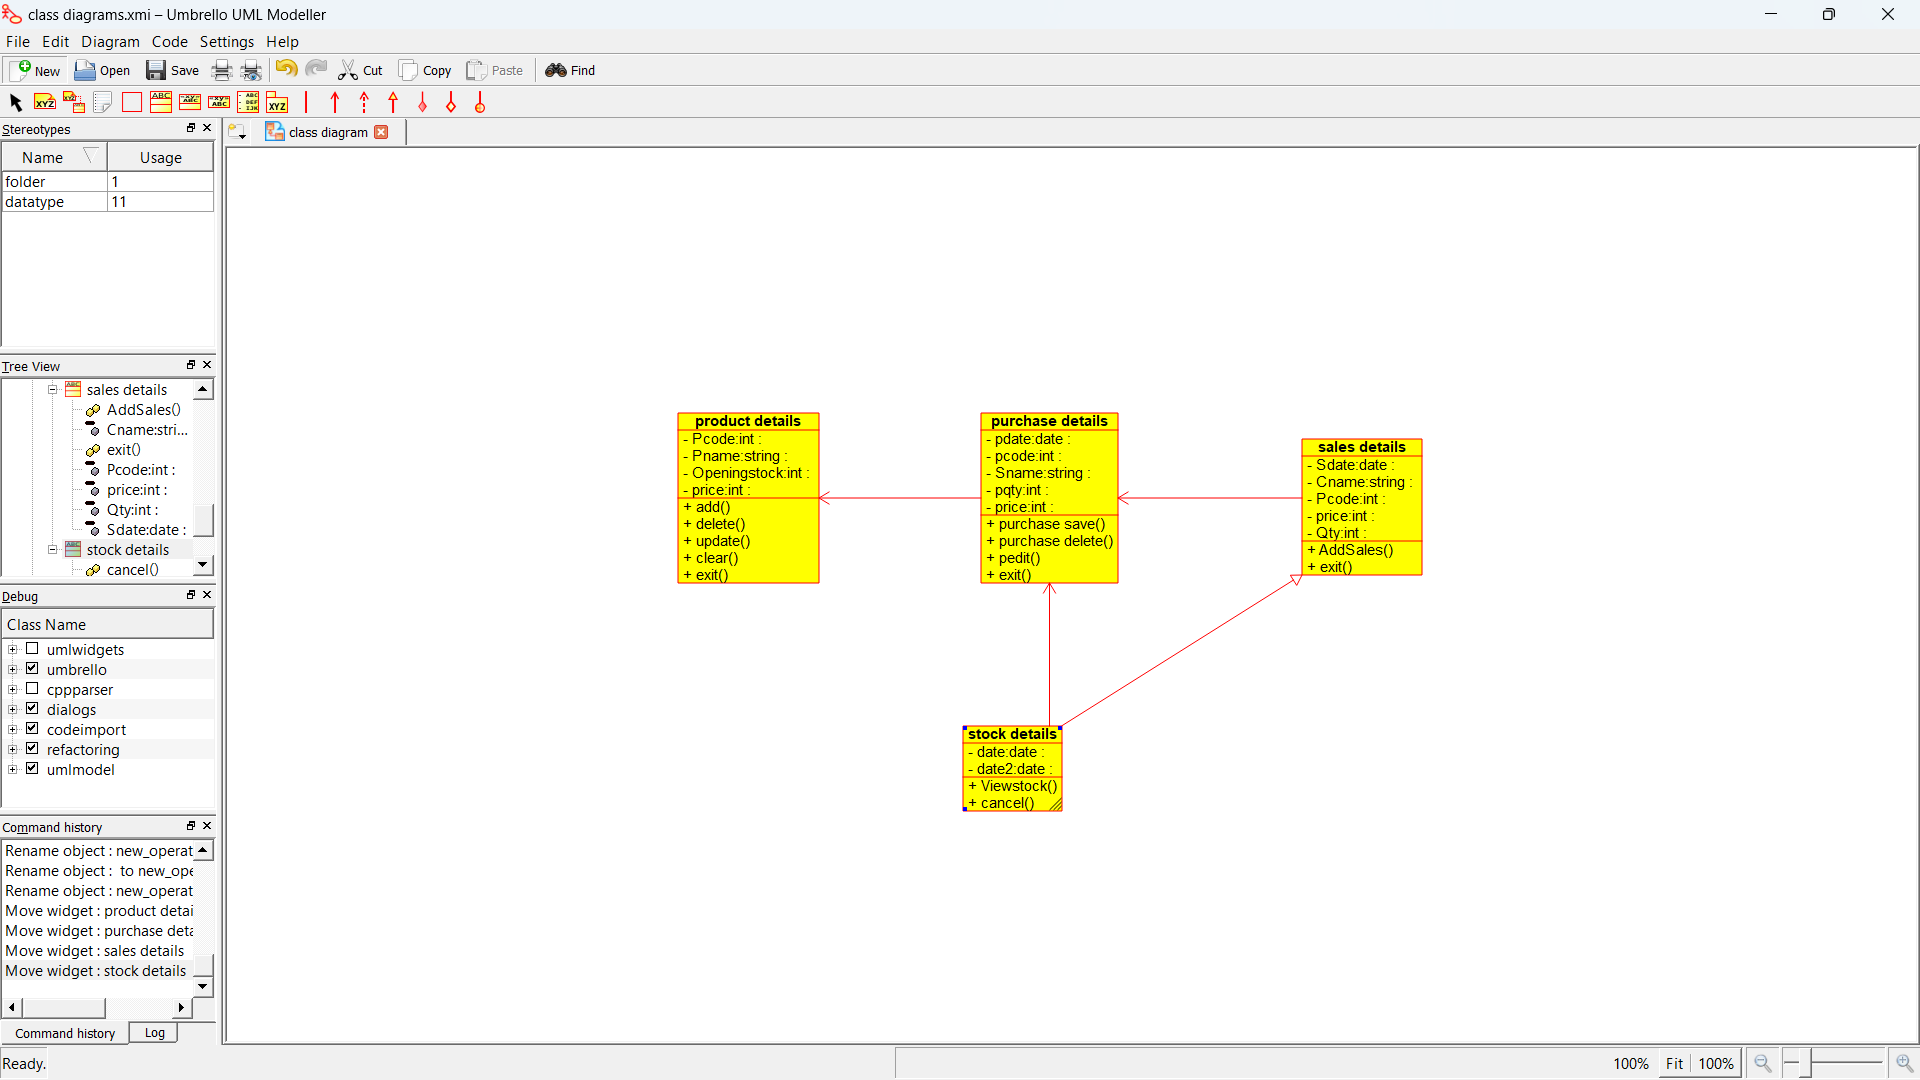 class diagrams.xmi – Umbrello UML Modeller
File Edit Diagram Code Settings Help
New Open Save Cut Copy Paste Find
Stereotypes
class diagram
Name Usage
folder 1
datatype 11
Tree View
sales details
AddSales()
Cname:stri...
exit()
Pcode:int :
price:int :
Qty:int :
Sdate:date :
stock details
cancel()
Debug
Class Name
umlwidgets
umbrello
cppparser
dialogs
codeimport
refactoring
umlmodel
Command history
Rename object : new_operat
Rename object : to new_ope
Rename object : new_operat
Move widget : product detai
Move widget : purchase deta
Move widget : sales details
Move widget : stock details
Command history Log
product details
- Pcode:int :
- Pname:string :
- Openingstock:int :
- price:int :
+ add()
+ delete()
+ update()
+ clear()
+ exit()
purchase details
- pdate:date :
- pcode:int :
- Sname:string :
- pqty:int :
- price:int :
+ purchase save()
+ purchase delete()
+ pedit()
+ exit()
sales details
- Sdate:date :
- Cname:string :
- Pcode:int :
- price:int :
- Qty:int :
+ AddSales()
+ exit()
stock details
- date:date :
- date2:date :
+ Viewstock()
+ cancel()
Ready.
100% Fit 100%